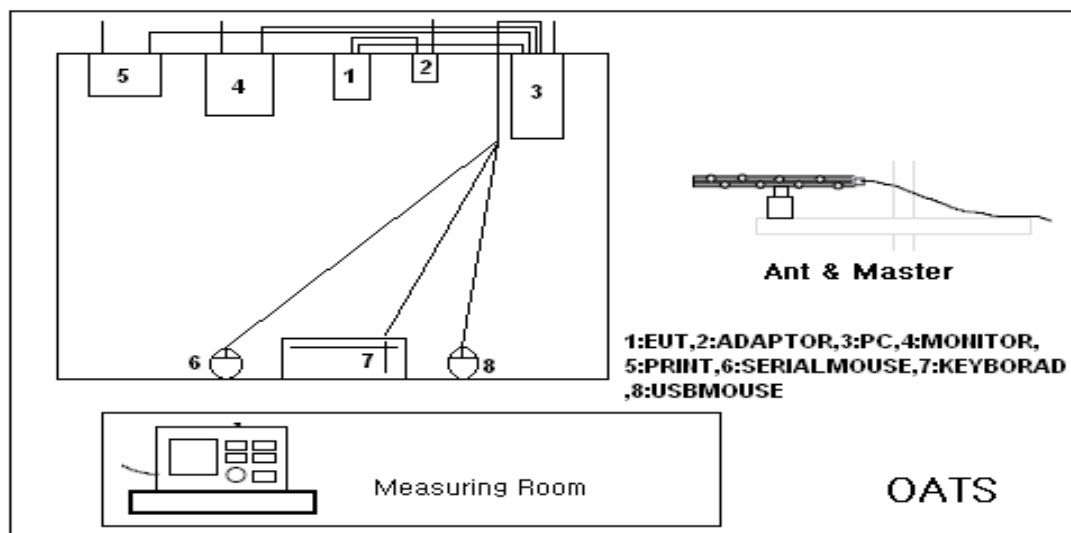 5
4
1
2
3
Ant & Master
1:EUT,2:ADAPTOR,3:PC,4:MONITOR,
5:PRINT,6:SERIALMOUSE,7:KEYBORAD
,8:USBMOUSE
6
7
8
Measuring Room
OATS